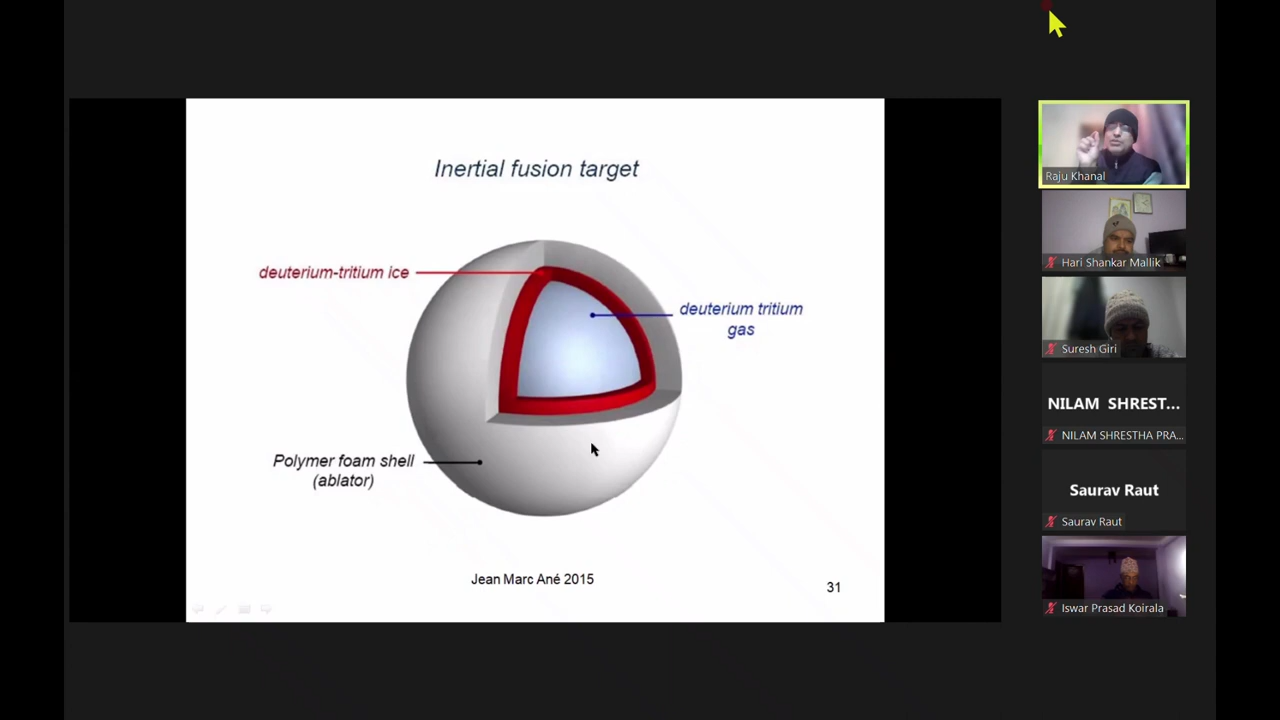 Inertial fusion target
deuterium-tritium ice
deuterium tritium
gas
Polymer foam shell
(ablator)
Jean Marc Ané 2015
31
Raju Khanal
Hari Shankar Mallik
Suresh Giri
NILAM SHREST...
NILAM SHRESTHA PRA...
Saurav Raut
Saurav Raut
Iswar Prasad Koirala